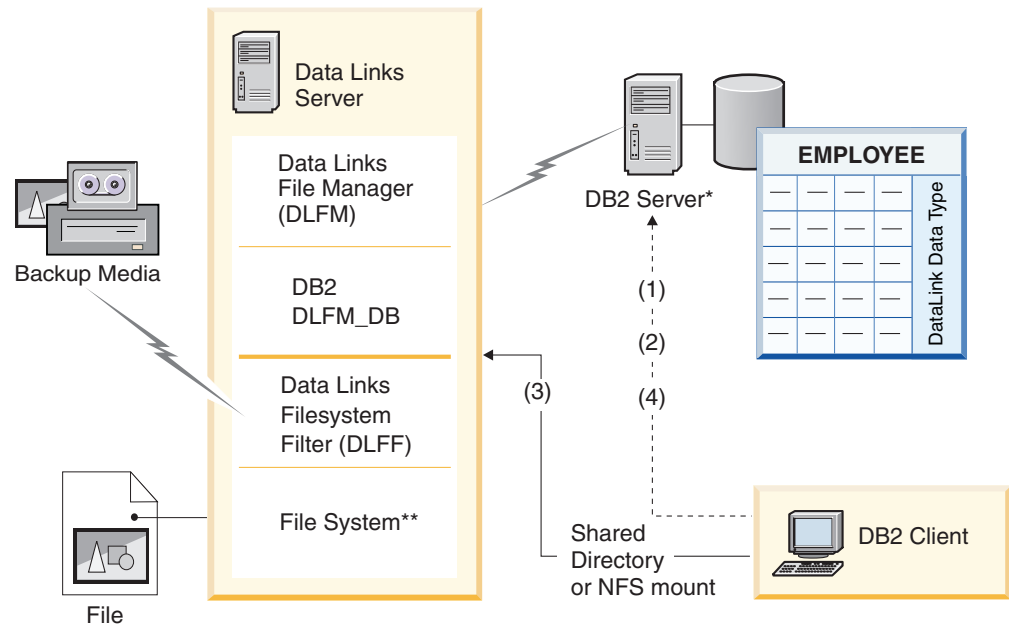 Data Links
Server
Data Links
File Manager
(DLFM)
DB2
DLFM_DB
Data Links
Filesystem
Filter (DLFF)
File System**
Backup Media
File
DB2 Server*
EMPLOYEE
DataLink Data Type
(1)
(2)
(3)
(4)
Shared
Directory
or NFS mount
DB2 Client